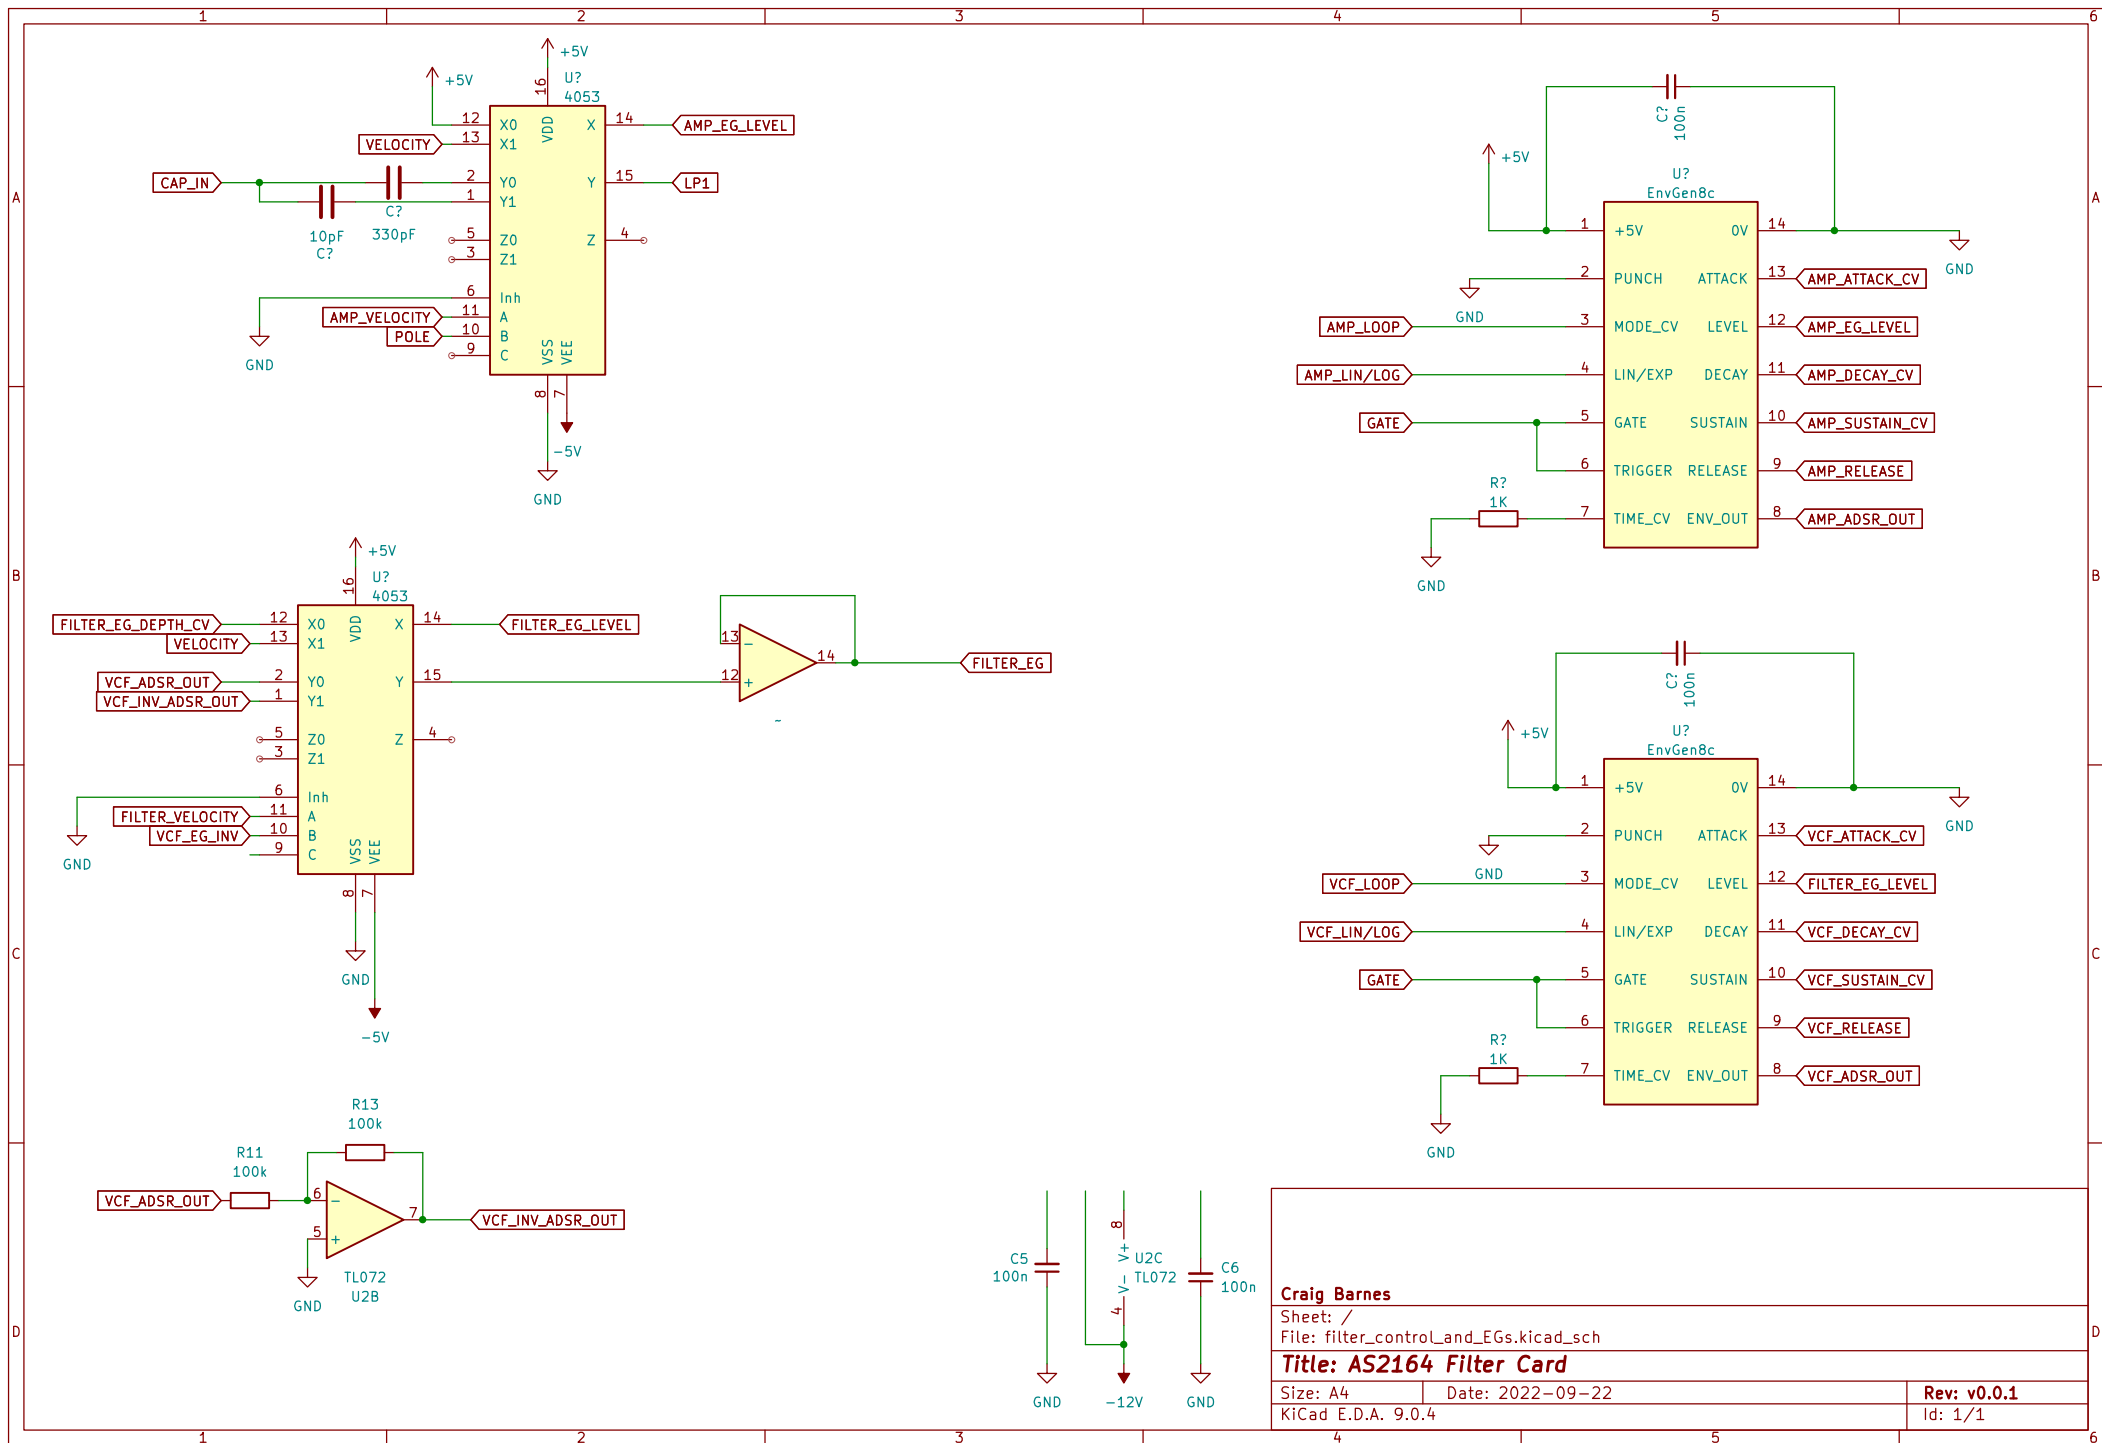 1 2 3 4 5 6
A A
B B
C C
D D
+5V
+5V
U?
4053
16
VDD
12 X0
X 14 AMP_EG_LEVEL
VELOCITY 13 X1
CAP_IN
2 Y0
Y 15 LP1
1 Y1
C?
330pF
10pF
C?
5 Z0
Z 4
3 Z1
6 Inh
AMP_VELOCITY 11 A
POLE 10 B
9 C
VSS
VEE
8
7
GND
-5V
GND
+5V
U?
4053
16
VDD
FILTER_EG_DEPTH_CV 12 X0
X 14 FILTER_EG_LEVEL
VELOCITY 13 X1
VCF_ADSR_OUT 2 Y0
Y 15
VCF_INV_ADSR_OUT 1 Y1
5 Z0
Z 4
3 Z1
6 Inh
FILTER_VELOCITY 11 A
VCF_EG_INV 10 B
9 C
VSS
VEE
8
7
GND
GND
-5V
13 -
12 +
14 FILTER_EG
~
R13
100k
R11
100k
VCF_ADSR_OUT 6 -
5 +
7 VCF_INV_ADSR_OUT
TL072
U2B
GND
C?
100n
+5V
U?
EnvGen8c
1 +5V 0V 14
GND
2 PUNCH ATTACK 13 AMP_ATTACK_CV
GND
AMP_LOOP 3 MODE_CV LEVEL 12 AMP_EG_LEVEL
AMP_LIN/LOG 4 LIN/EXP DECAY 11 AMP_DECAY_CV
GATE 5 GATE SUSTAIN 10 AMP_SUSTAIN_CV
6 TRIGGER RELEASE 9 AMP_RELEASE
R?
1K
7 TIME_CV ENV_OUT 8 AMP_ADSR_OUT
GND
C?
100n
+5V
U?
EnvGen8c
1 +5V 0V 14
GND
2 PUNCH ATTACK 13 VCF_ATTACK_CV
GND
VCF_LOOP 3 MODE_CV LEVEL 12 FILTER_EG_LEVEL
VCF_LIN/LOG 4 LIN/EXP DECAY 11 VCF_DECAY_CV
GATE 5 GATE SUSTAIN 10 VCF_SUSTAIN_CV
6 TRIGGER RELEASE 9 VCF_RELEASE
R?
1K
7 TIME_CV ENV_OUT 8 VCF_ADSR_OUT
GND
C5
100n
GND
8
V+
U2C
TL072
V-
4
-12V
C6
100n
GND
Craig Barnes
Sheet: /
File: filter_control_and_EGs.kicad_sch
Title: AS2164 Filter Card
Size: A4 Date: 2022-09-22 Rev: v0.0.1
KiCad E.D.A. 9.0.4 Id: 1/1
1 2 3 4 5 6